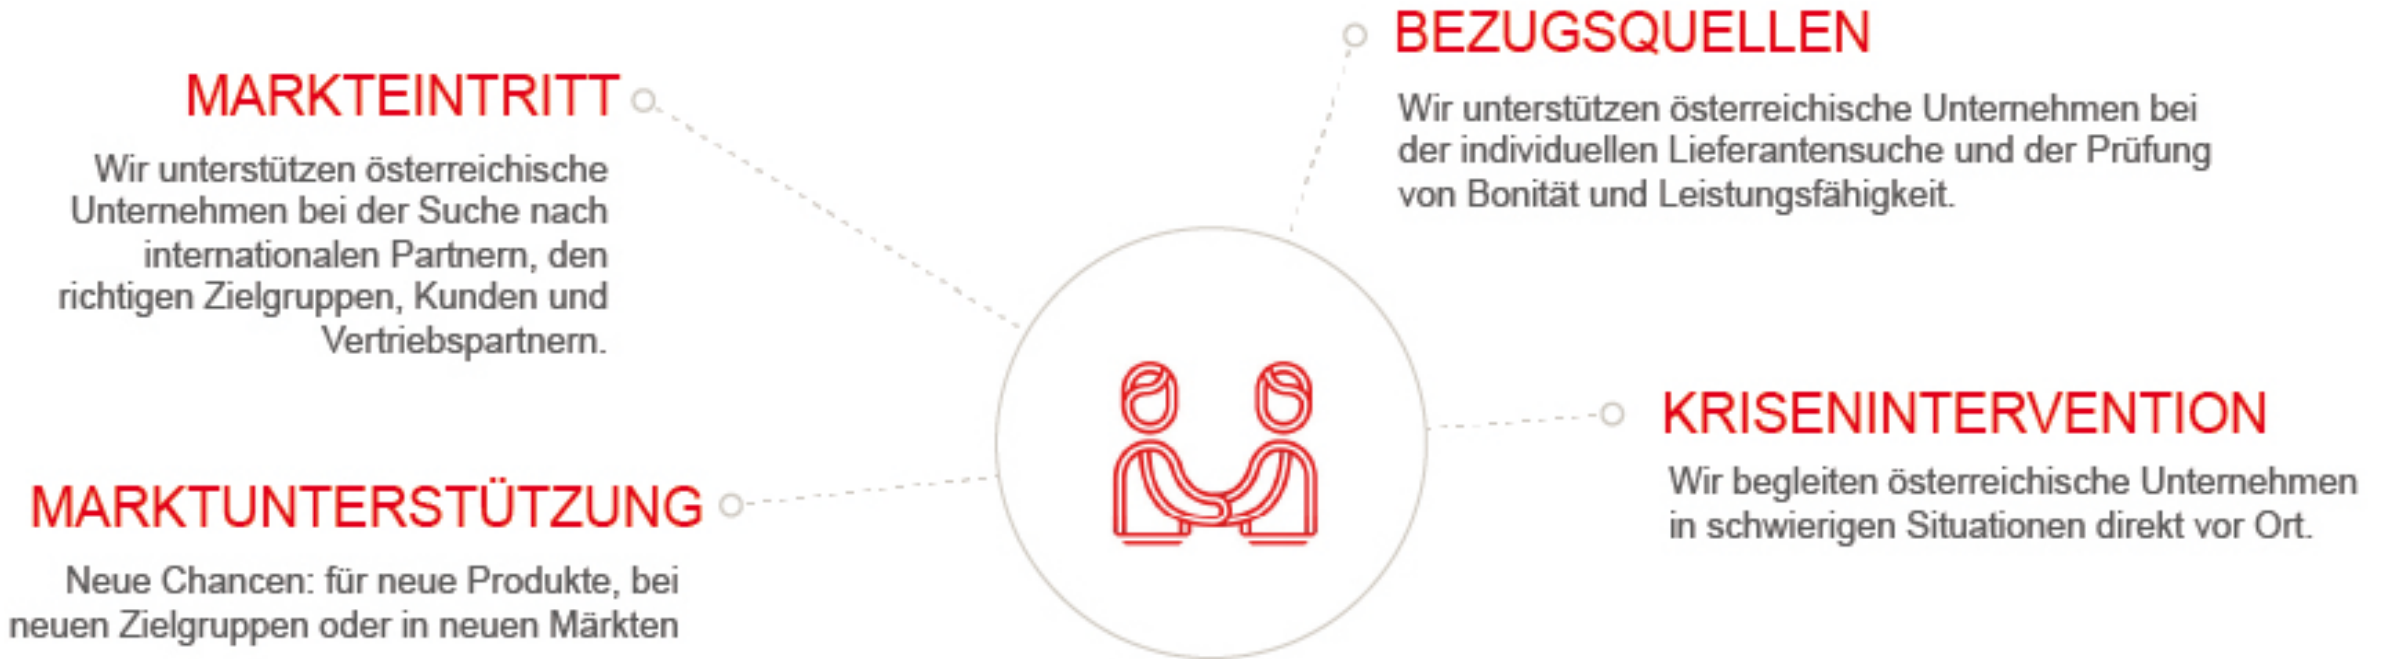 MARKTEINTRITT
Wir unterstützen österreichische
Unternehmen bei der Suche nach
internationalen Partnern, den
richtigen Zielgruppen, Kunden und
Vertriebspartnern.
MARKTUNTERSTÜTZUNG
Neue Chancen: für neue Produkte, bei
neuen Zielgruppen oder in neuen Märkten
BEZUGSQUELLEN
Wir unterstützen österreichische Unternehmen bei
der individuellen Lieferantensuche und der Prüfung
von Bonität und Leistungsfähigkeit.
KRISENINTERVENTION
Wir begleiten österreichische Unternehmen
in schwierigen Situationen direkt vor Ort.